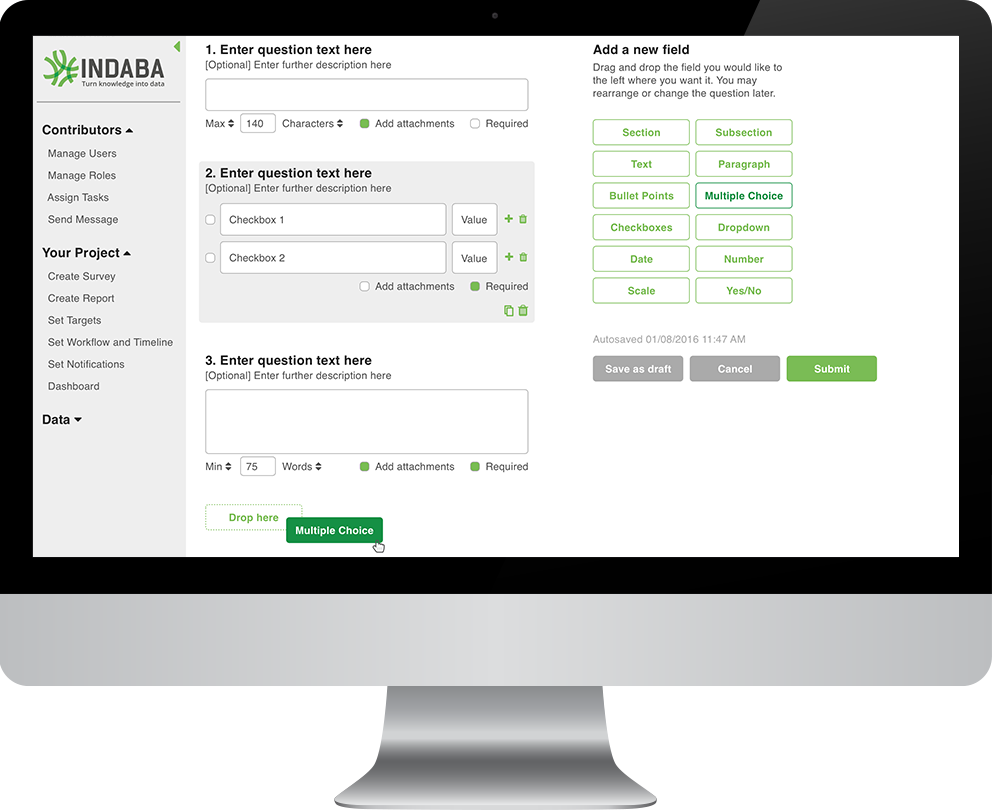 INDABA
Turn knowledge into data
Contributors
Manage Users
Manage Roles
Assign Tasks
Send Message
Your Project
Create Survey
Create Report
Set Targets
Set Workflow and Timeline
Set Notifications
Dashboard
Data
1. Enter question text here
[Optional] Enter further description here
Max 140 Characters Add attachments Required
2. Enter question text here
[Optional] Enter further description here
Checkbox 1 Value
Checkbox 2 Value
Add attachments Required
3. Enter question text here
[Optional] Enter further description here
Min 75 Words Add attachments Required
Drop here
Multiple Choice
Add a new field
Drag and drop the field you would like to
the left where you want it. You may
rearrange or change the question later.
Section Subsection
Text Paragraph
Bullet Points Multiple Choice
Checkboxes Dropdown
Date Number
Scale Yes/No
Autosaved 01/08/2016 11:47 AM
Save as draft Cancel Submit